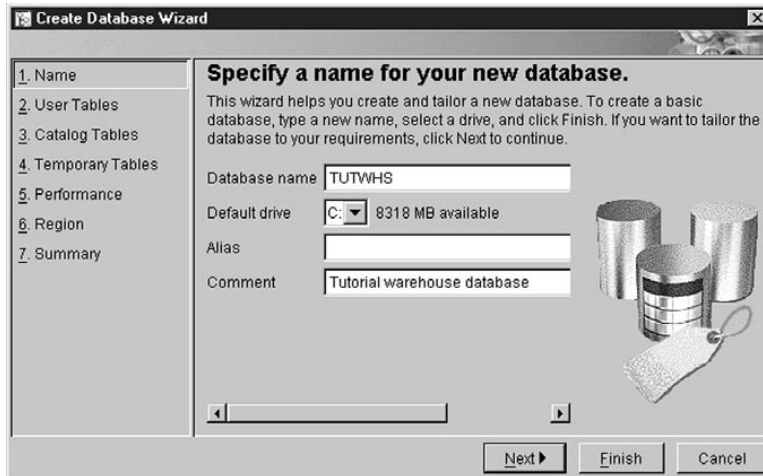 Create Database Wizard
1. Name
2. User Tables
3. Catalog Tables
4. Temporary Tables
5. Performance
6. Region
7. Summary
Specify a name for your new database.
This wizard helps you create and tailor a new database. To create a basic
database, type a new name, select a drive, and click Finish. If you want to tailor the
database to your requirements, click Next to continue.
Database name TUTWHS
Default drive C: 8318 MB available
Alias
Comment Tutorial warehouse database
Next Finish Cancel